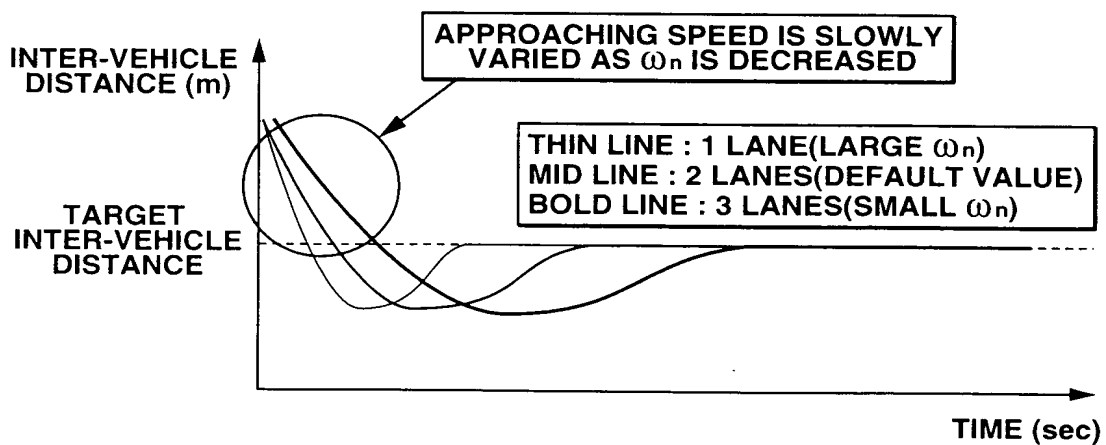 INTER-VEHICLE
DISTANCE (m)
APPROACHING SPEED IS SLOWLY
VARIED AS ωn IS DECREASED
THIN LINE : 1 LANE(LARGE ωn)
MID LINE : 2 LANES(DEFAULT VALUE)
BOLD LINE : 3 LANES(SMALL ωn)
TARGET
INTER-VEHICLE
DISTANCE
TIME (sec)